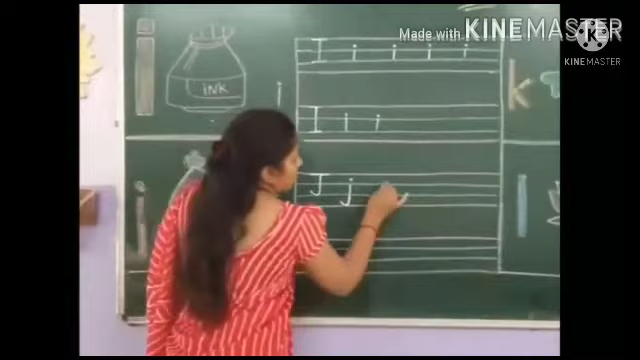 Made with KINEMASTER
KINEMASTER
i
I i i i i
INK
k
i
I i i
J j